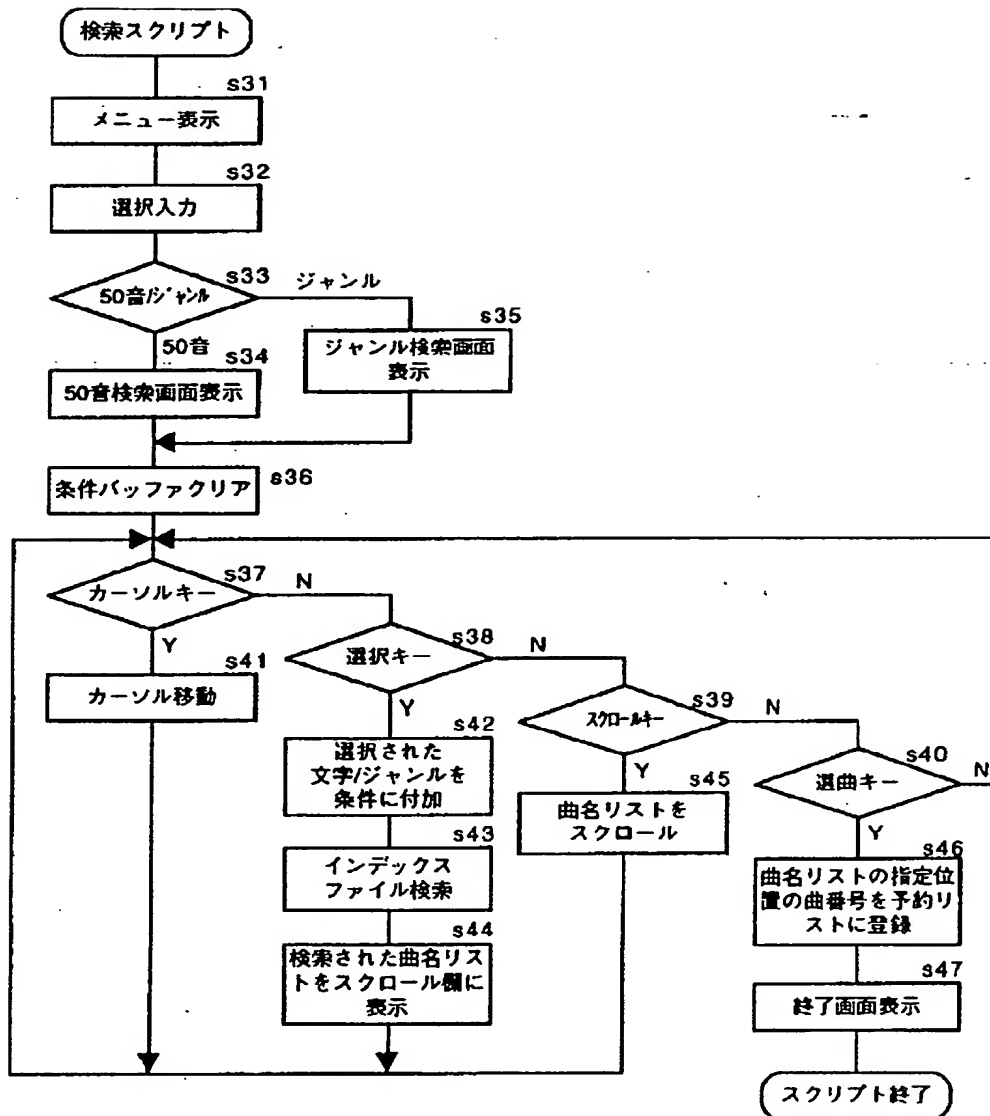 検索スクリプト
s31
メニュー表示
s32
選択入力
s33
50音/ジャンル
ジャンル
50音
s34
50音検索画面表示
s35
ジャンル検索画面
表示
s36
条件バッファクリア
s37
カーソルキー
N
Y
s41
カーソル移動
s38
選択キー
N
Y
s42
選択された
文字/ジャンルを
条件に付加
s43
インデックス
ファイル検索
s44
検索された曲名リス
トをスクロール欄に
表示
s39
スクロールキー
N
Y
s45
曲名リストを
スクロール
s40
選曲キー
N
Y
s46
曲名リストの指定位
置の曲番号を予約リ
ストに登録
s47
終了画面表示
スクリプト終了